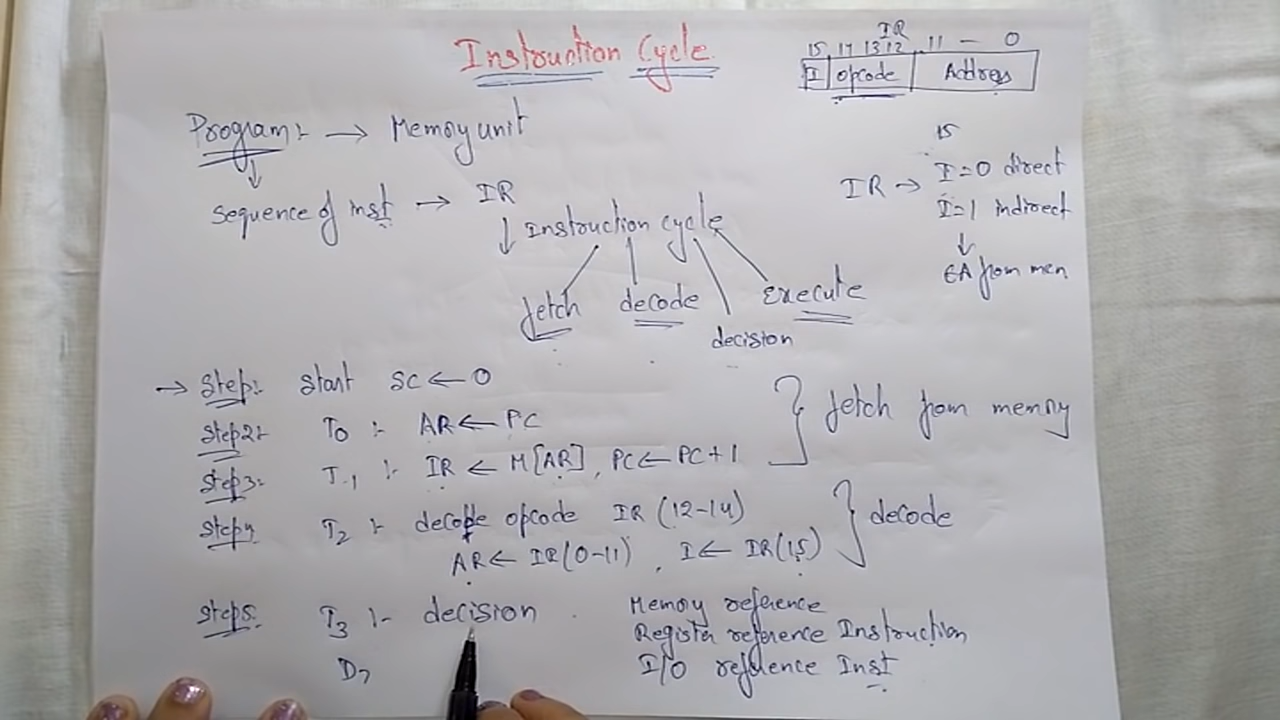 Instruction Cycle
IR
15 14 13 12 11 — 0
I opcode Address
Program:- → Memory unit
↓
Sequence of inst → IR
↓ Instruction cycle
fetch decode decision execute
15
IR → I=0 direct
I=1 indirect
↓
EA from mem
→ Step:- Start SC ← 0
Step2:- T0 :- AR ← PC
Step3:- T1 :- IR ← M[AR], PC ← PC+1
fetch from memory
Step4 T2 :- decode opcode IR (12-14)
AR ← IR(0-11), I ← IR(15)
decode
Step5:- T3 :- decision
D7
Memory reference
Register reference Instruction
I/O reference Inst